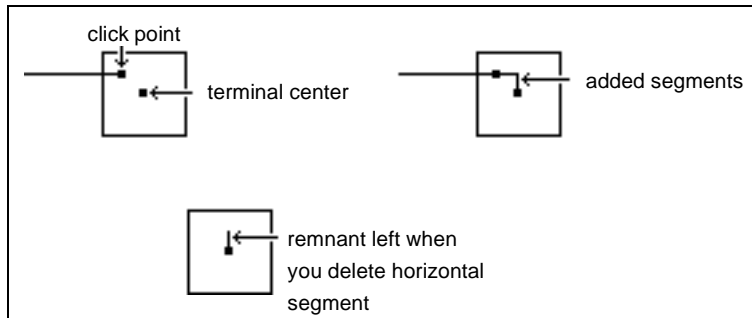 click point
terminal center
added segments
remnant left when
you delete horizontal
segment